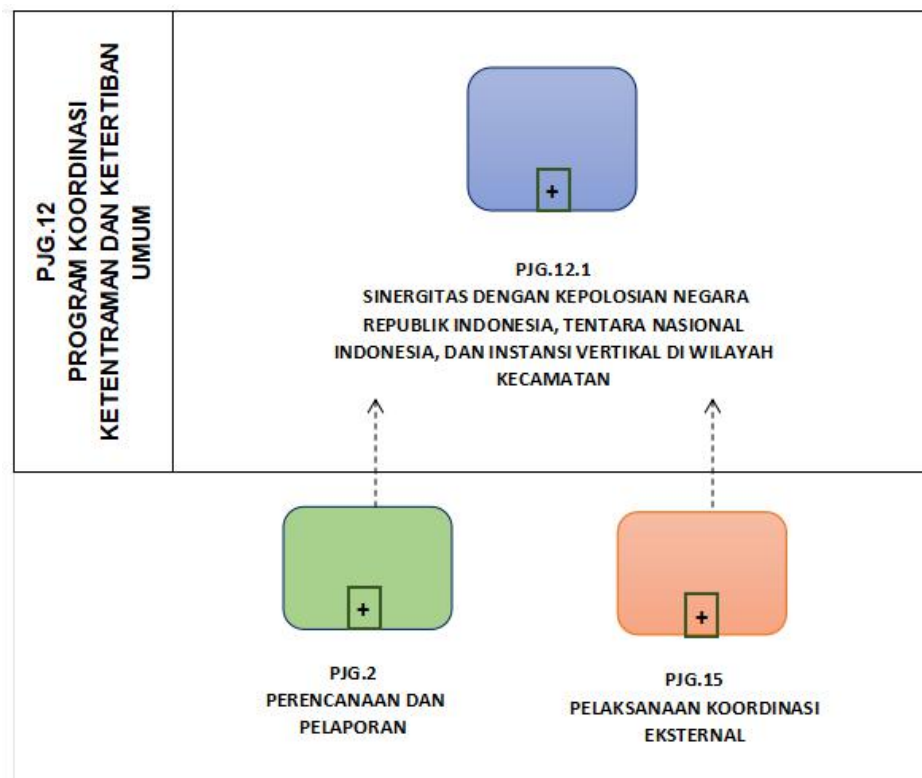 PJG.12
PROGRAM KOORDINASI
KETENTRAMAN DAN KETERTIBAN
UMUM
+
PJG.12.1
SINERGITAS DENGAN KEPOLOSIAN NEGARA
REPUBLIK INDONESIA, TENTARA NASIONAL
INDONESIA, DAN INSTANSI VERTIKAL DI WILAYAH
KECAMATAN
+
PJG.2
PERENCANAAN DAN
PELAPORAN
+
PJG.15
PELAKSANAAN KOORDINASI
EKSTERNAL